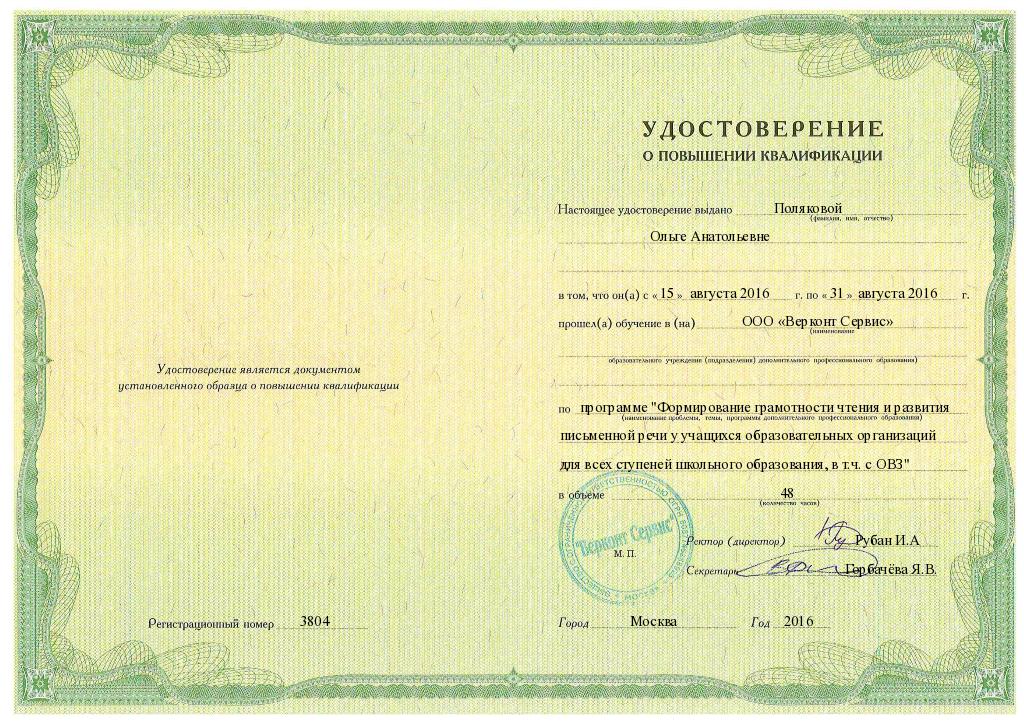 Удостоверение является документом
установленного образца о повышении квалификации
Регистрационный номер 3804
УДОСТОВЕРЕНИЕ
О ПОВЫШЕНИИ КВАЛИФИКАЦИИ
Настоящее удостоверение выдано Поляковой
(фамилия, имя, отчество)
Ольге Анатольевне
в том, что он(а) с «15» августа 2016 г. по «31» августа 2016 г.
прошел(а) обучение в (на) ООО «Верконт Сервис»
(наименование
образовательного учреждения (подразделения) дополнительного профессионального образования)
по программе "Формирование грамотности чтения и развития
(наименование проблемы, темы, программы дополнительного профессионального образования)
письменной речи у учащихся образовательных организаций
для всех ступеней школьного образования, в т.ч. с ОВЗ"
в объеме 48
(количество часов)
"Верконт Сервис"
М. П.
МОСКВА
Ректор (директор) Рубан И.А
Секретарь Горбачёва Я.В.
Город Москва Год 2016